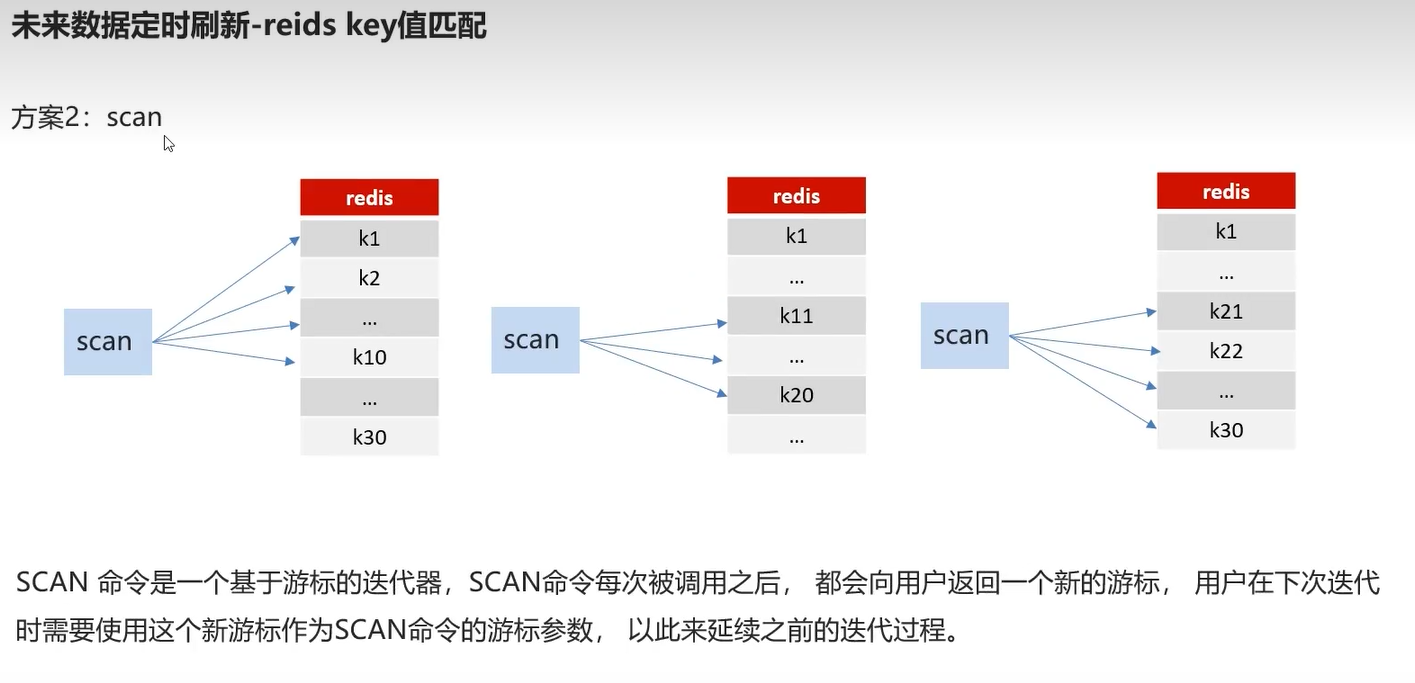 未来数据定时刷新-reids key值匹配
方案2：scan
scan
redis
k1
k2
...
k10
...
k30
scan
redis
k1
...
k11
...
k20
...
scan
redis
k1
...
k21
k22
...
k30
SCAN 命令是一个基于游标的迭代器，SCAN命令每次被调用之后， 都会向用户返回一个新的游标， 用户在下次迭代
时需要使用这个新游标作为SCAN命令的游标参数， 以此来延续之前的迭代过程。